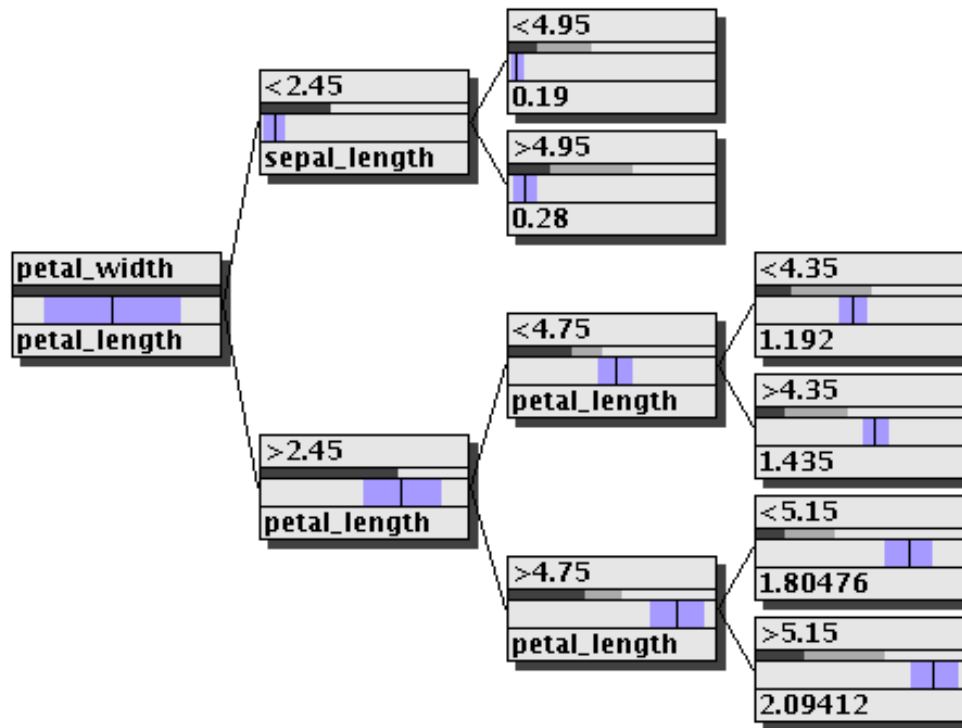 petal_width
petal_length
<2.45
sepal_length
<4.95
0.19
>4.95
0.28
>2.45
petal_length
<4.75
petal_length
<4.35
1.192
>4.35
1.435
>4.75
petal_length
<5.15
1.80476
>5.15
2.09412